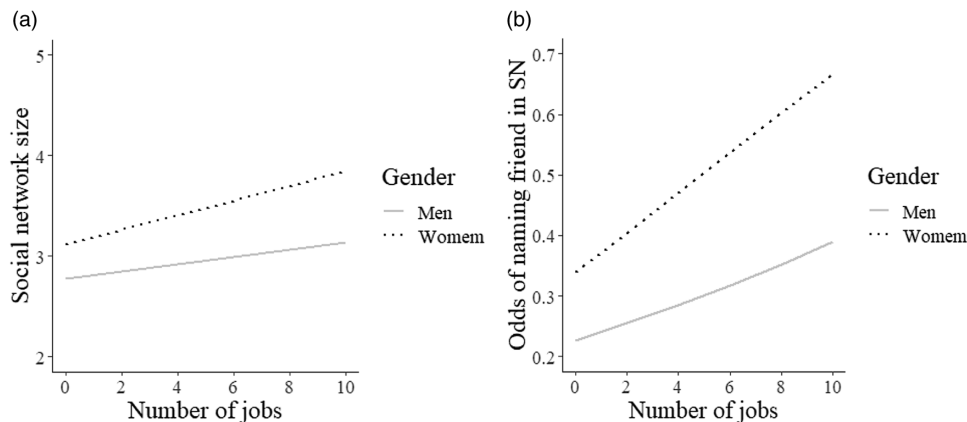 (a)
5
4
3
2
Social network size
0 2 4 6 8 10
Number of jobs
Gender
Men
Womem
(b)
0.7
0.6
0.5
0.4
0.3
0.2
Odds of naming friend in SN
0 2 4 6 8 10
Number of jobs
Gender
Men
Womem